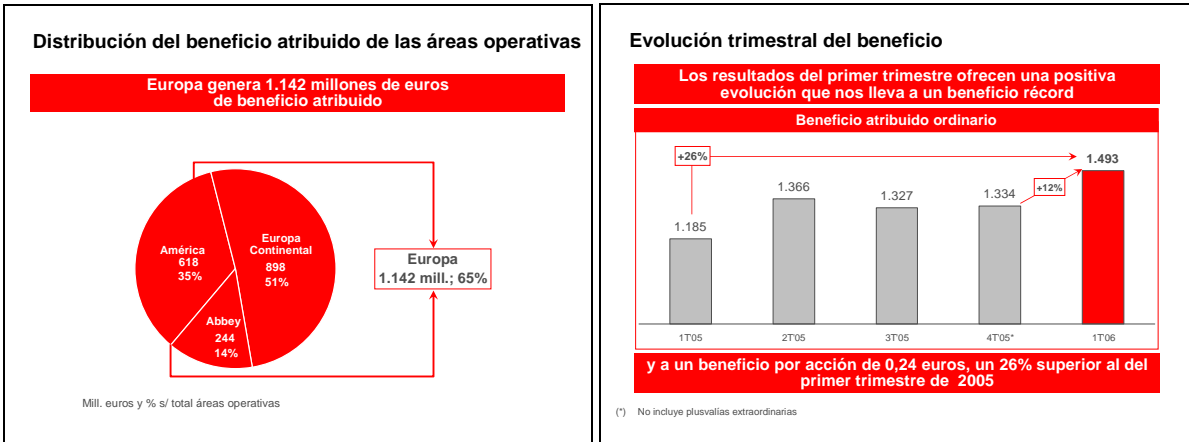 Distribución del beneficio atribuido de las áreas operativas
Europa genera 1.142 millones de euros
de beneficio atribuido
América
618
35%
Europa
Continental
898
51%
Abbey
244
14%
Europa
1.142 mill.; 65%
Mill. euros y % s/ total áreas operativas
Evolución trimestral del beneficio
Los resultados del primer trimestre ofrecen una positiva
evolución que nos lleva a un beneficio récord
Beneficio atribuido ordinario
+26%
1.185
1.366
1.327
1.334
+12%
1.493
1T'05
2T'05
3T'05
4T'05*
1T'06
y a un beneficio por acción de 0,24 euros, un 26% superior al del
primer trimestre de 2005
(*) No incluye plusvalías extraordinarias